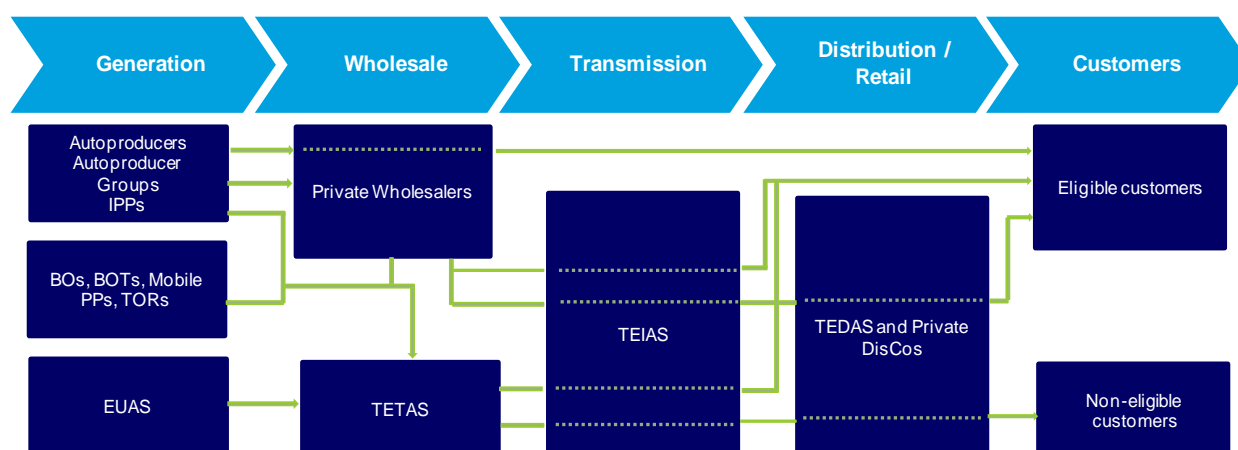 Generation
Wholesale
Transmission
Distribution /
Retail
Customers
Autoproducers
Autoproducer
Groups
IPPs
Private Wholesalers
Eligible customers
BOs, BOTs, Mobile
PPs, TORs
TEIAS
TEDAS and Private
DisCos
EUAS
TETAS
Non-eligible
customers